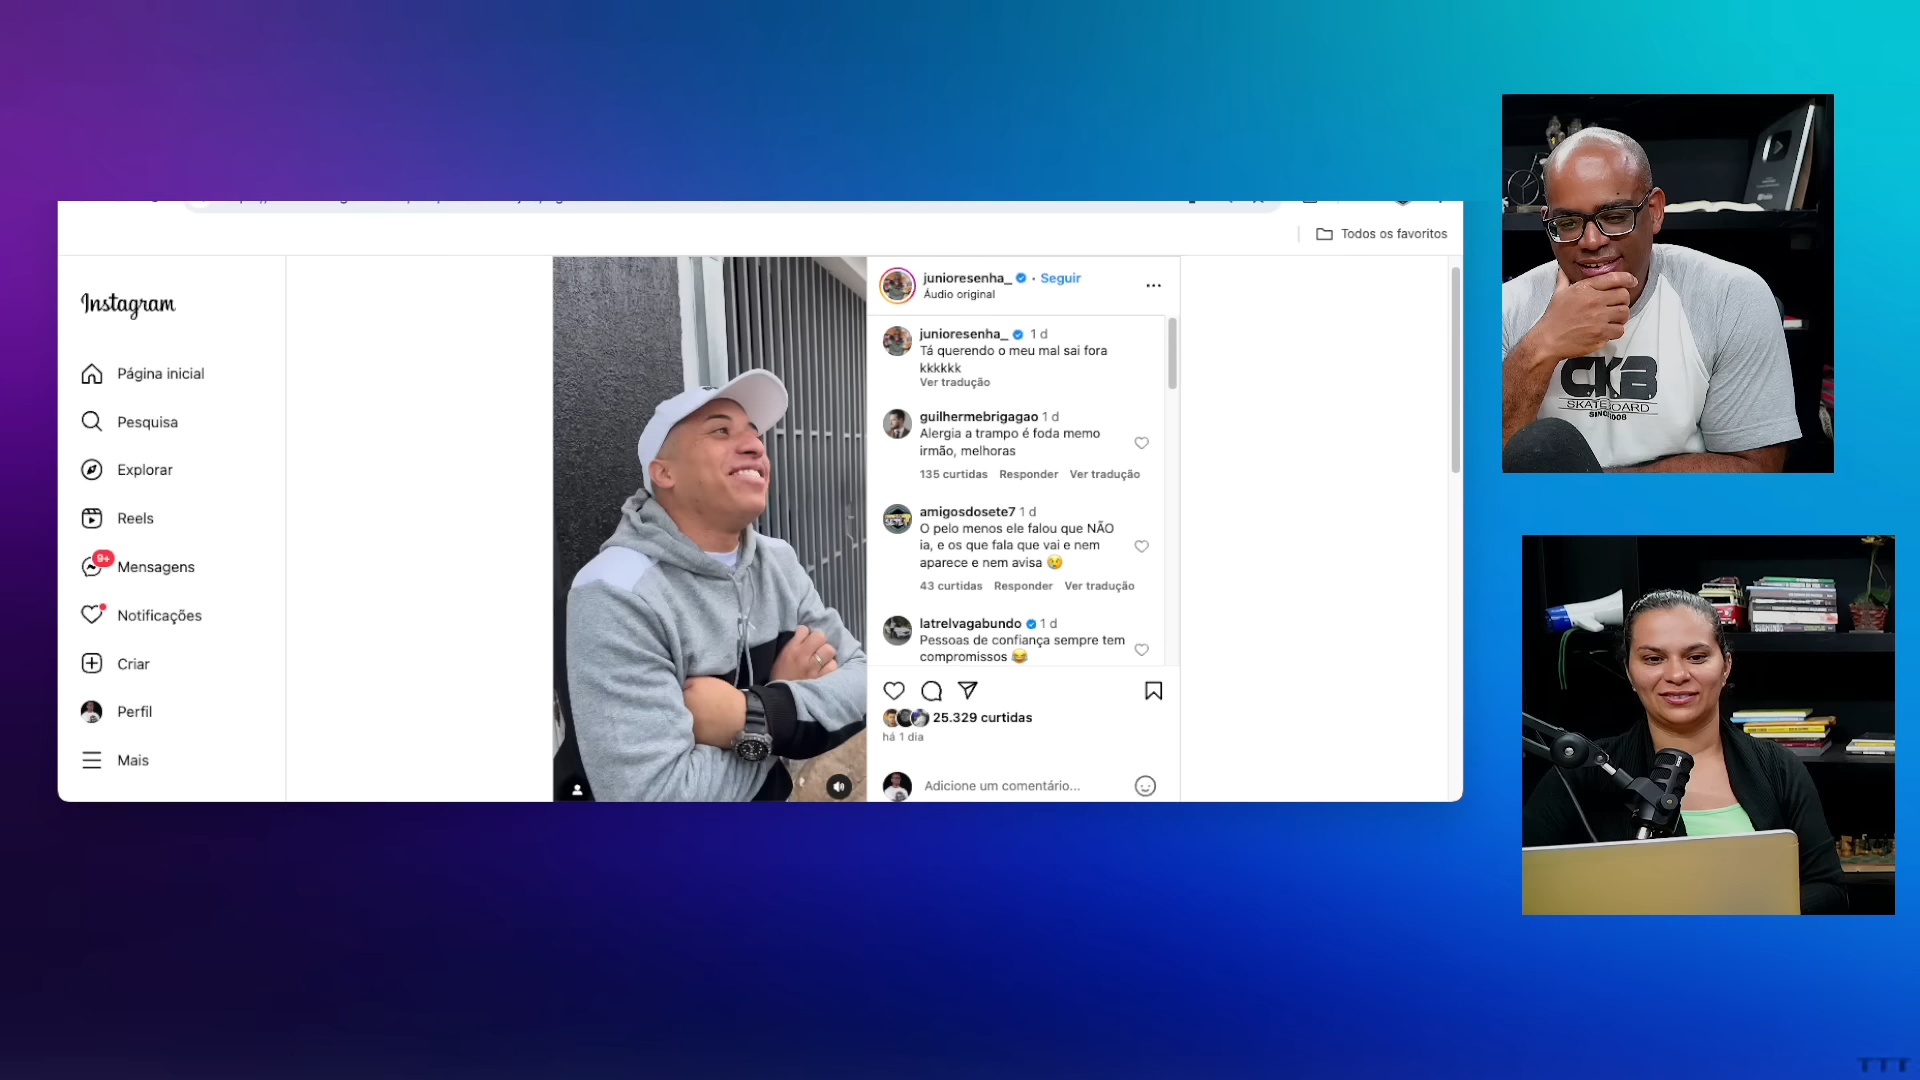 Todos os favoritos
Instagram
Página inicial
Pesquisa
Explorar
Reels
9+
Mensagens
Notificações
Criar
Perfil
Mais
junioresenha_ • Seguir
Áudio original
junioresenha_ 1 d
Tá querendo o meu mal sai fora
kkkkkk
Ver tradução
guilhermebrigagao 1 d
Alergia a trampo é foda memo
irmão, melhoras
135 curtidas Responder Ver tradução
amigosdosete7 1 d
O pelo menos ele falou que NÃO
ia, e os que fala que vai e nem
aparece e nem avisa 😢
43 curtidas Responder Ver tradução
latrelvagabundo 1 d
Pessoas de confiança sempre tem
compromissos 😂
25.329 curtidas
há 1 dia
Adicione um comentário...
CKB
SKATEBOARD
TTT